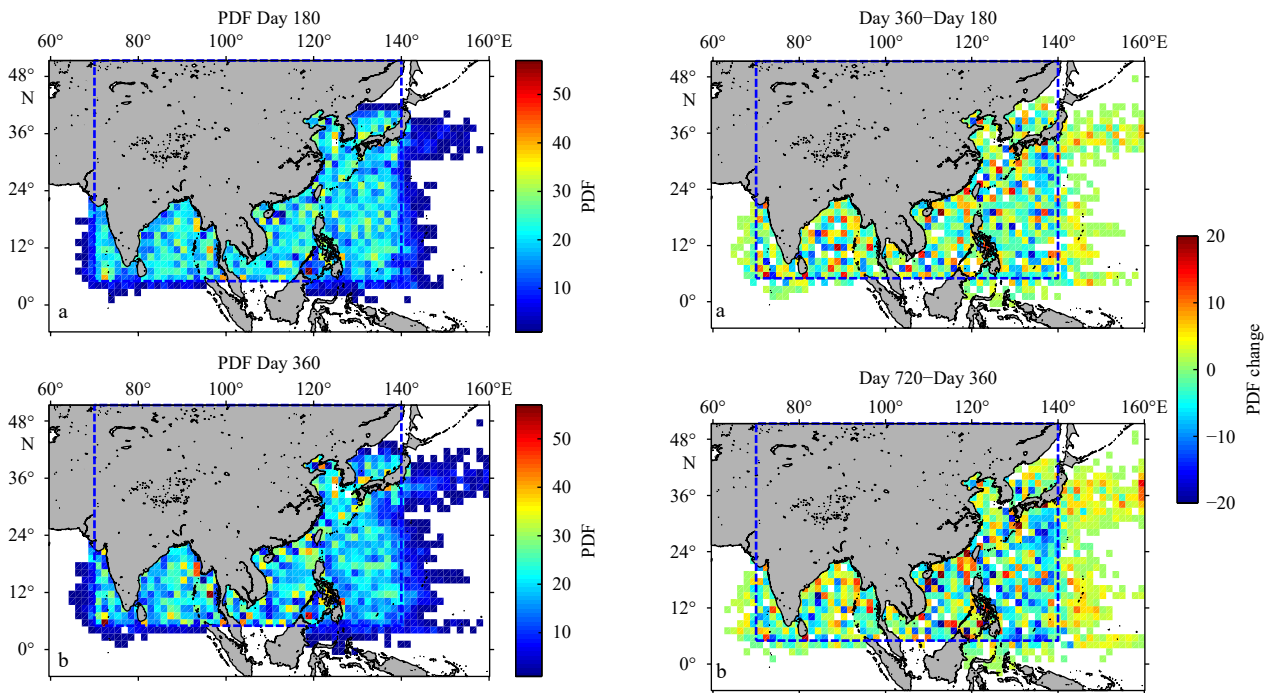 PDF Day 180
60° 80° 100° 120° 140° 160°E
48°
N
36°
24°
12°
0°
a
50
40
30
20
10
PDF
Day 360−Day 180
60° 80° 100° 120° 140° 160°E
48°
N
36°
24°
12°
0°
a
PDF Day 360
60° 80° 100° 120° 140° 160°E
48°
N
36°
24°
12°
0°
b
50
40
30
20
10
PDF
Day 720−Day 360
60° 80° 100° 120° 140° 160°E
48°
N
36°
24°
12°
0°
b
20
10
0
−10
−20
PDF change